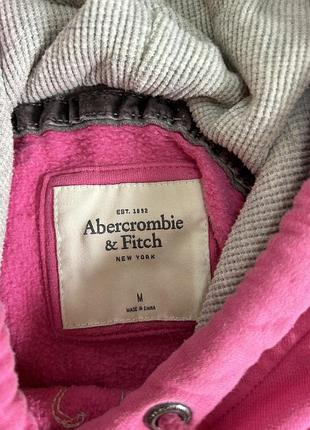 EST. 1892
Abercrombie
& Fitch
NEW YORK
M
MADE IN CHINA